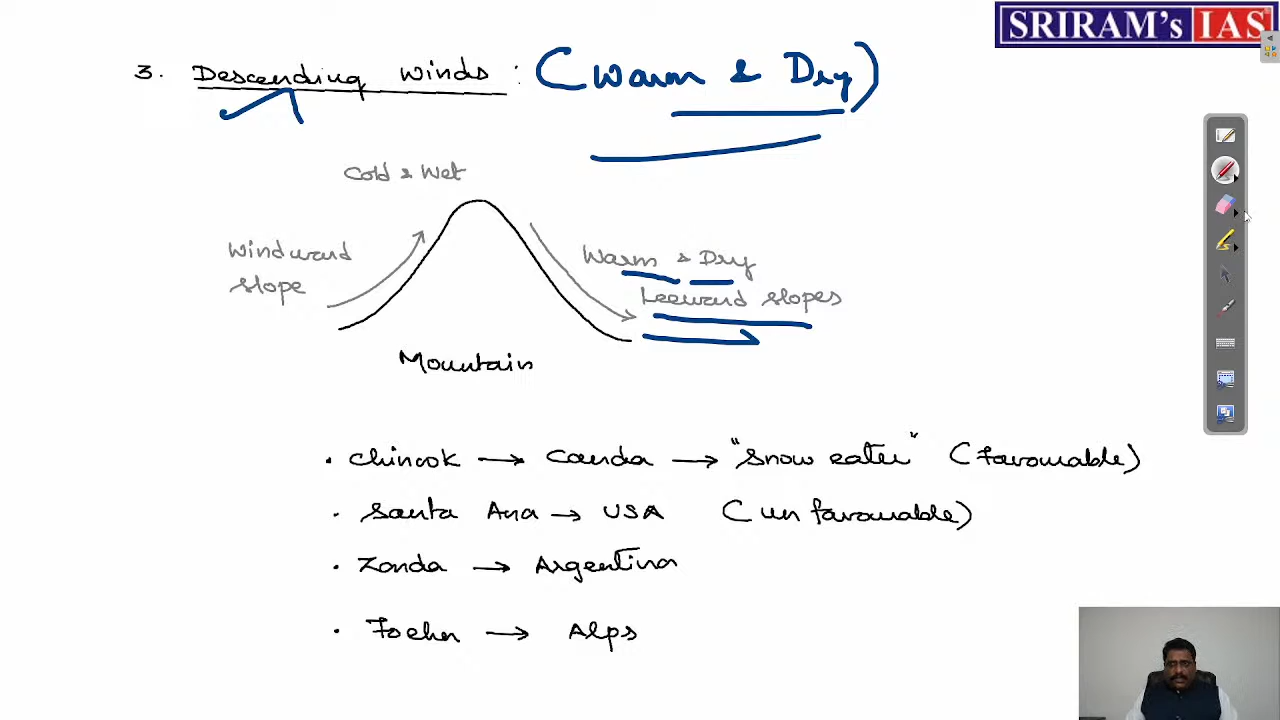 SRIRAM's IAS
3. Descending winds : (Warm & Dry)
Cold & Wet
Windward
slope
Warm & Dry
Leeward slopes
Mountain
· Chinook → Canda → "Snow eater" (favourable)
· Santa Ana → USA (unfavourable)
· Zonda → Argentina
· Foehn → Alps